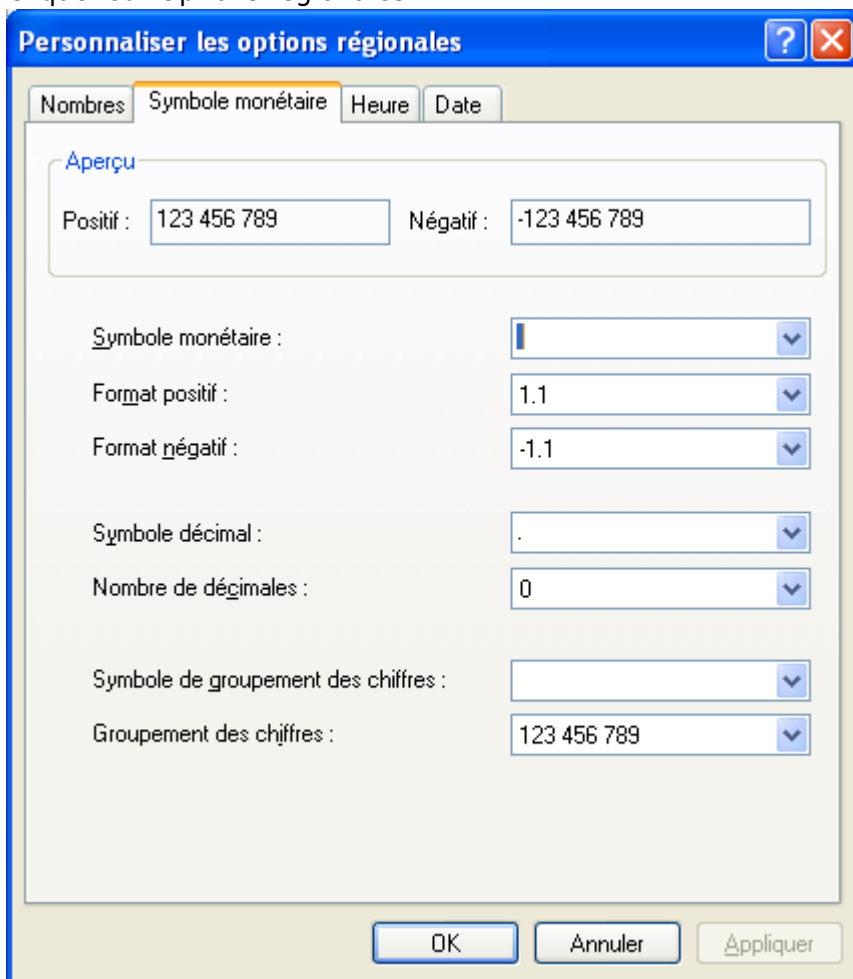 Personnaliser les options régionales
Nombres Symbole monétaire Heure Date
Aperçu
Positif : 123 456 789 Négatif : -123 456 789
Symbole monétaire :
Format positif : 1.1
Format négatif : -1.1
Symbole décimal : .
Nombre de décimales : 0
Symbole de groupement des chiffres :
Groupement des chiffres : 123 456 789
OK Annuler Appliquer